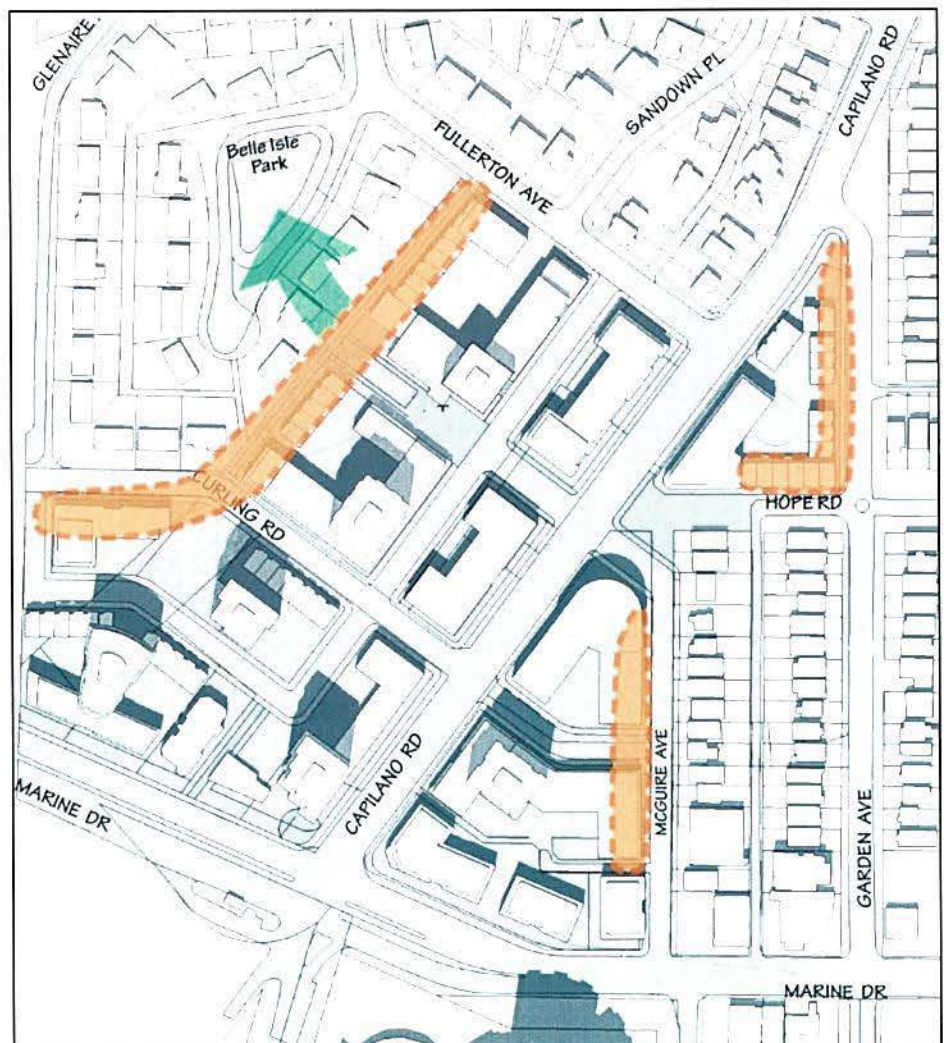 GLENAIRE
SANDOWN PL
CAPILANO RD
Belle Isle
Park
FULLERTON AVE
CURLING RD
HOPE RD
MCGUIRE AVE
CAPILANO RD
GARDEN AVE
MARINE DR
MARINE DR